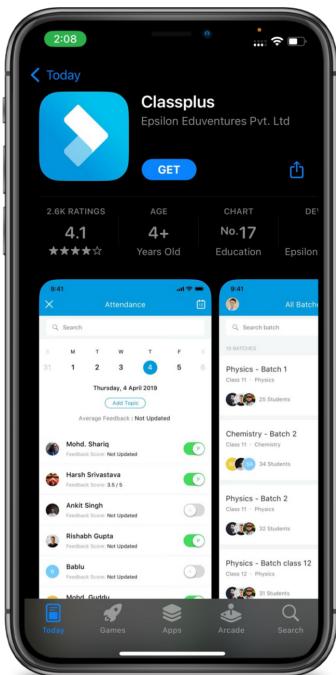 2:08
Today
Classplus
Epsilon Eduventures Pvt. Ltd
GET
2.6K RATINGS
AGE
CHART
DE
4.1
4+
No.17
★★★★☆
Years Old
Education
Epsilon
9:41
Attendance
Search
S M T W T F S
31 1 2 3 4 5 6
Thursday, 4 April 2019
Add Topic
Average Feedback : Not Updated
Mohd. Shariq
Feedback Score: Not Updated
P
Harsh Srivastava
Feedback Score: 3.5 / 5
P
Ankit Singh
Feedback Score: Not Updated
A
Rishabh Gupta
Feedback Score: Not Updated
P
B
Bablu
Feedback Score: Not Updated
Mohd. Guddu
9:41
All Batche
Search batch
10 BATCHES
Physics - Batch 1
Class 11 · Physics
25 Students
Chemistry - Batch 2
Class 11 · Chemistry
34 Students
Physics - Batch 2
Class 11 · Physics
32 Students
Physics - Batch class 12
Class 12 · Physics
31 Students
Today
Games
Apps
Arcade
Search